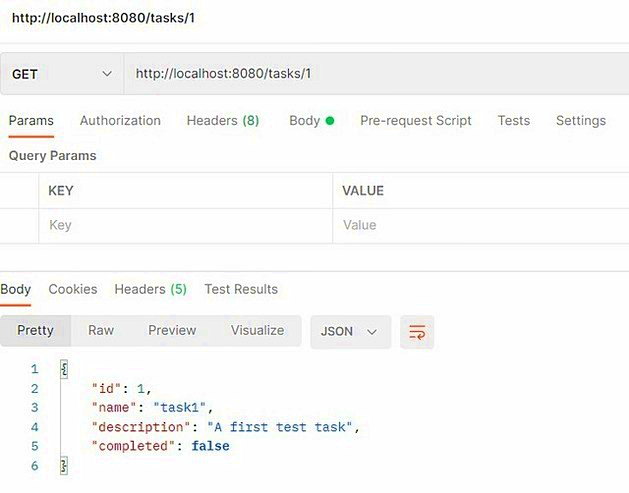 http://localhost:8080/tasks/1
GET http://localhost:8080/tasks/1
Params Authorization Headers (8) Body Pre-request Script Tests Settings
Query Params
KEY VALUE
Key Value
Body Cookies Headers (5) Test Results
Pretty Raw Preview Visualize JSON
1 {
2 "id": 1,
3 "name": "task1",
4 "description": "A first test task",
5 "completed": false
6 }